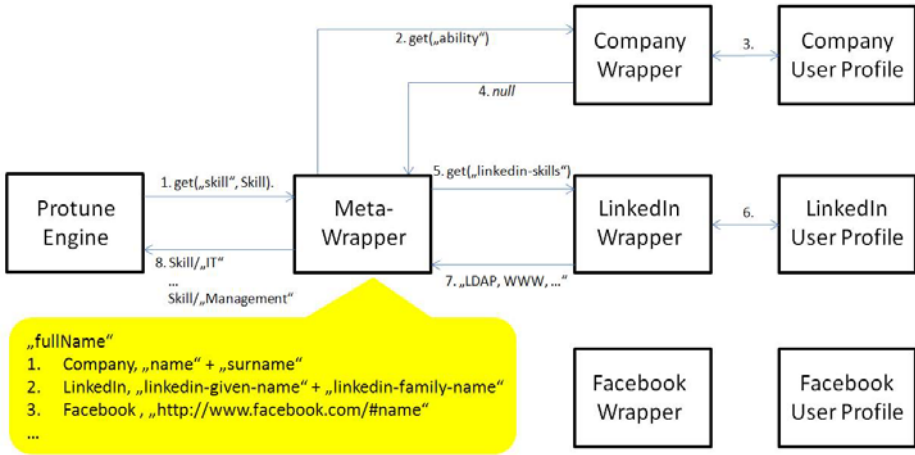 2. get(„ability“)
Company
Wrapper
3.
Company
User Profile
4. null
1. get(„skill“, Skill).
5. get(„linkedin-skills“)
Protune
Engine
Meta-
Wrapper
LinkedIn
Wrapper
6.
LinkedIn
User Profile
8. Skill/„IT“
...
Skill/„Management“
7. „LDAP, WWW, ...“
„fullName“
1. Company, „name“ + „surname“
2. LinkedIn, „linkedin-given-name“ + „linkedin-family-name“
3. Facebook , „http://www.facebook.com/#name“
...
Facebook
Wrapper
Facebook
User Profile